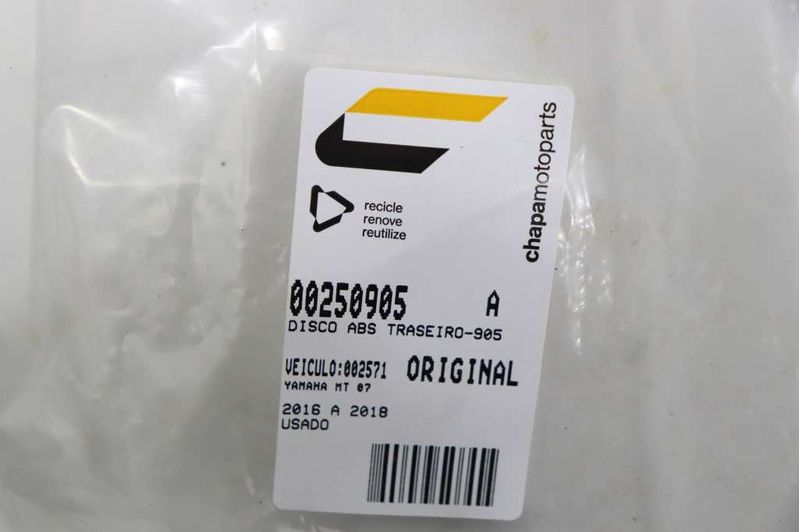 chapamotoparts
recicle
renove
reutilize
00250905 A
DISCO ABS TRASEIRO-905
VEICULO:002571 ORIGINAL
YAMAHA MT 07
2016 A 2018
USADO